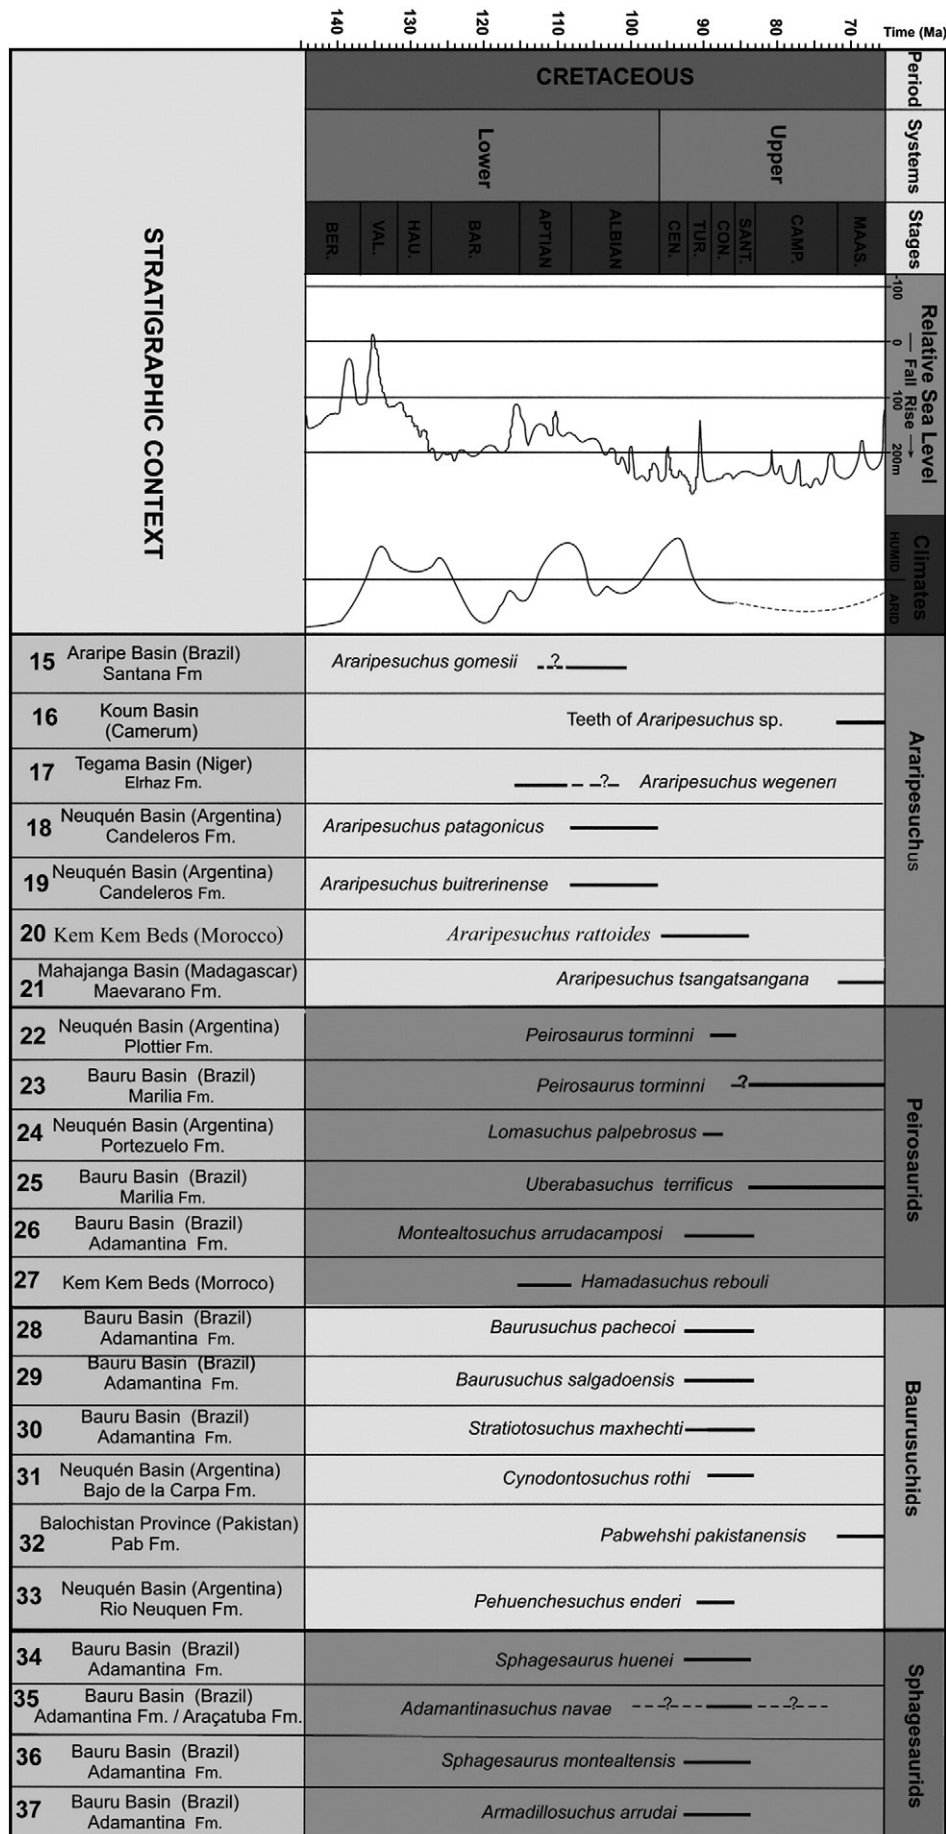 140 130 120 110 100 90 80 70 Time (Ma)
CRETACEOUS
Period
Lower
Upper
Systems
BER. VAL. HAU. BAR. APTIAN ALBIAN CEN. TUR. CON. SANT. CAMP. MAAS.
Stages
STRATIGRAPHIC CONTEXT
-100
0
100
200m
Fall Rise
Relative Sea Level
HUMID ARID
Climates
15 Araripe Basin (Brazil)
Santana Fm
Araripesuchus gomesii ?
16 Koum Basin
(Camerum)
Teeth of Araripesuchus sp.
17 Tegama Basin (Niger)
Elrhaz Fm.
? Araripesuchus wegeneri
18 Neuquén Basin (Argentina)
Candeleros Fm.
Araripesuchus patagonicus
19 Neuquén Basin (Argentina)
Candeleros Fm.
Araripesuchus buitrerinense
20 Kem Kem Beds (Morocco)
Araripesuchus rattoides
21 Mahajanga Basin (Madagascar)
Maevarano Fm.
Araripesuchus tsangatsangana
Araripesuchus
22 Neuquén Basin (Argentina)
Plottier Fm.
Peirosaurus torminni
23 Bauru Basin (Brazil)
Marilia Fm.
Peirosaurus torminni ?
24 Neuquén Basin (Argentina)
Portezuelo Fm.
Lomasuchus palpebrosus
25 Bauru Basin (Brazil)
Marilia Fm.
Uberabasuchus terrificus
26 Bauru Basin (Brazil)
Adamantina Fm.
Montealtosuchus arrudacamposi
27 Kem Kem Beds (Morroco)
Hamadasuchus rebouli
Peirosaurids
28 Bauru Basin (Brazil)
Adamantina Fm.
Baurusuchus pachecoi
29 Bauru Basin (Brazil)
Adamantina Fm.
Baurusuchus salgadoensis
30 Bauru Basin (Brazil)
Adamantina Fm.
Stratiotosuchus maxhechti
31 Neuquén Basin (Argentina)
Bajo de la Carpa Fm.
Cynodontosuchus rothi
32 Balochistan Province (Pakistan)
Pab Fm.
Pabwehshi pakistanensis
33 Neuquén Basin (Argentina)
Rio Neuquen Fm.
Pehuenchesuchus enderi
Baurusuchids
34 Bauru Basin (Brazil)
Adamantina Fm.
Sphagesaurus huenei
35 Bauru Basin (Brazil)
Adamantina Fm. / Araçatuba Fm.
Adamantinasuchus navae ? ?
36 Bauru Basin (Brazil)
Adamantina Fm.
Sphagesaurus montealtensis
37 Bauru Basin (Brazil)
Adamantina Fm.
Armadillosuchus arrudai
Sphagesaurids